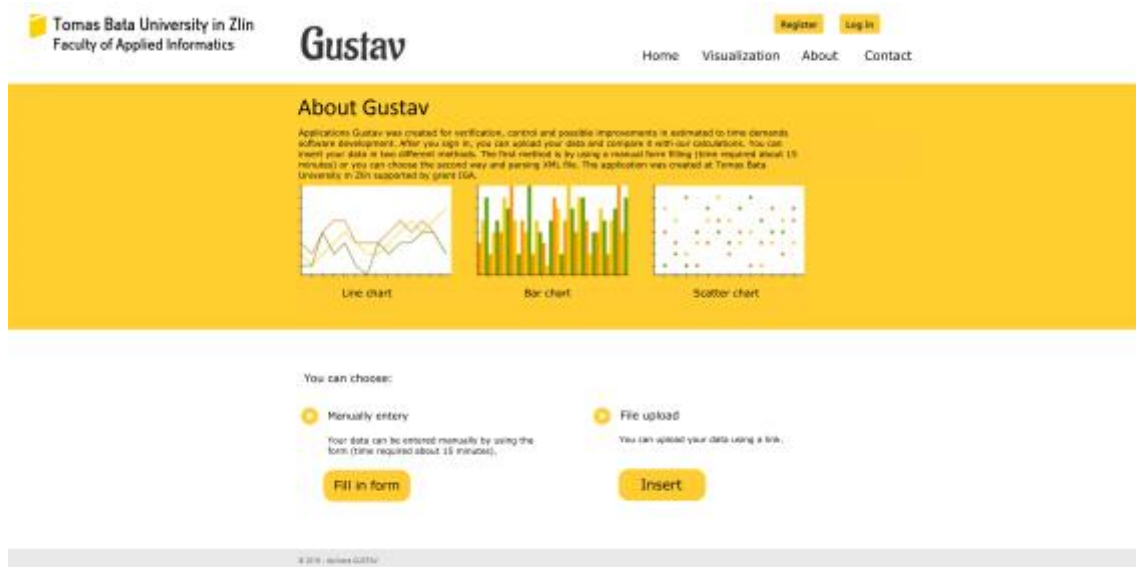 Tomas Bata University in Zlín
Faculty of Applied Informatics
Gustav
Register
Log in
Home
Visualization
About
Contact
About Gustav
Applications Gustav was created for verification, control and possible improvements in estimated to time demands
software development. After you sign in, you can upload your data and compare it with our calculations. You can
insert your data in two different methods. The first method is by using a manual form filling (time required about 15
minutes) or you can choose the second way and parsing XML file. The application was created at Tomas Bata
University in Zlín supported by grant IGA.
Line chart
Bar chart
Scatter chart
You can choose:
Manually entery
Your data can be entered manually by using the
form (time required about 15 minutes).
Fill in form
File upload
You can upload your data using a link.
Insert
GUSTAV